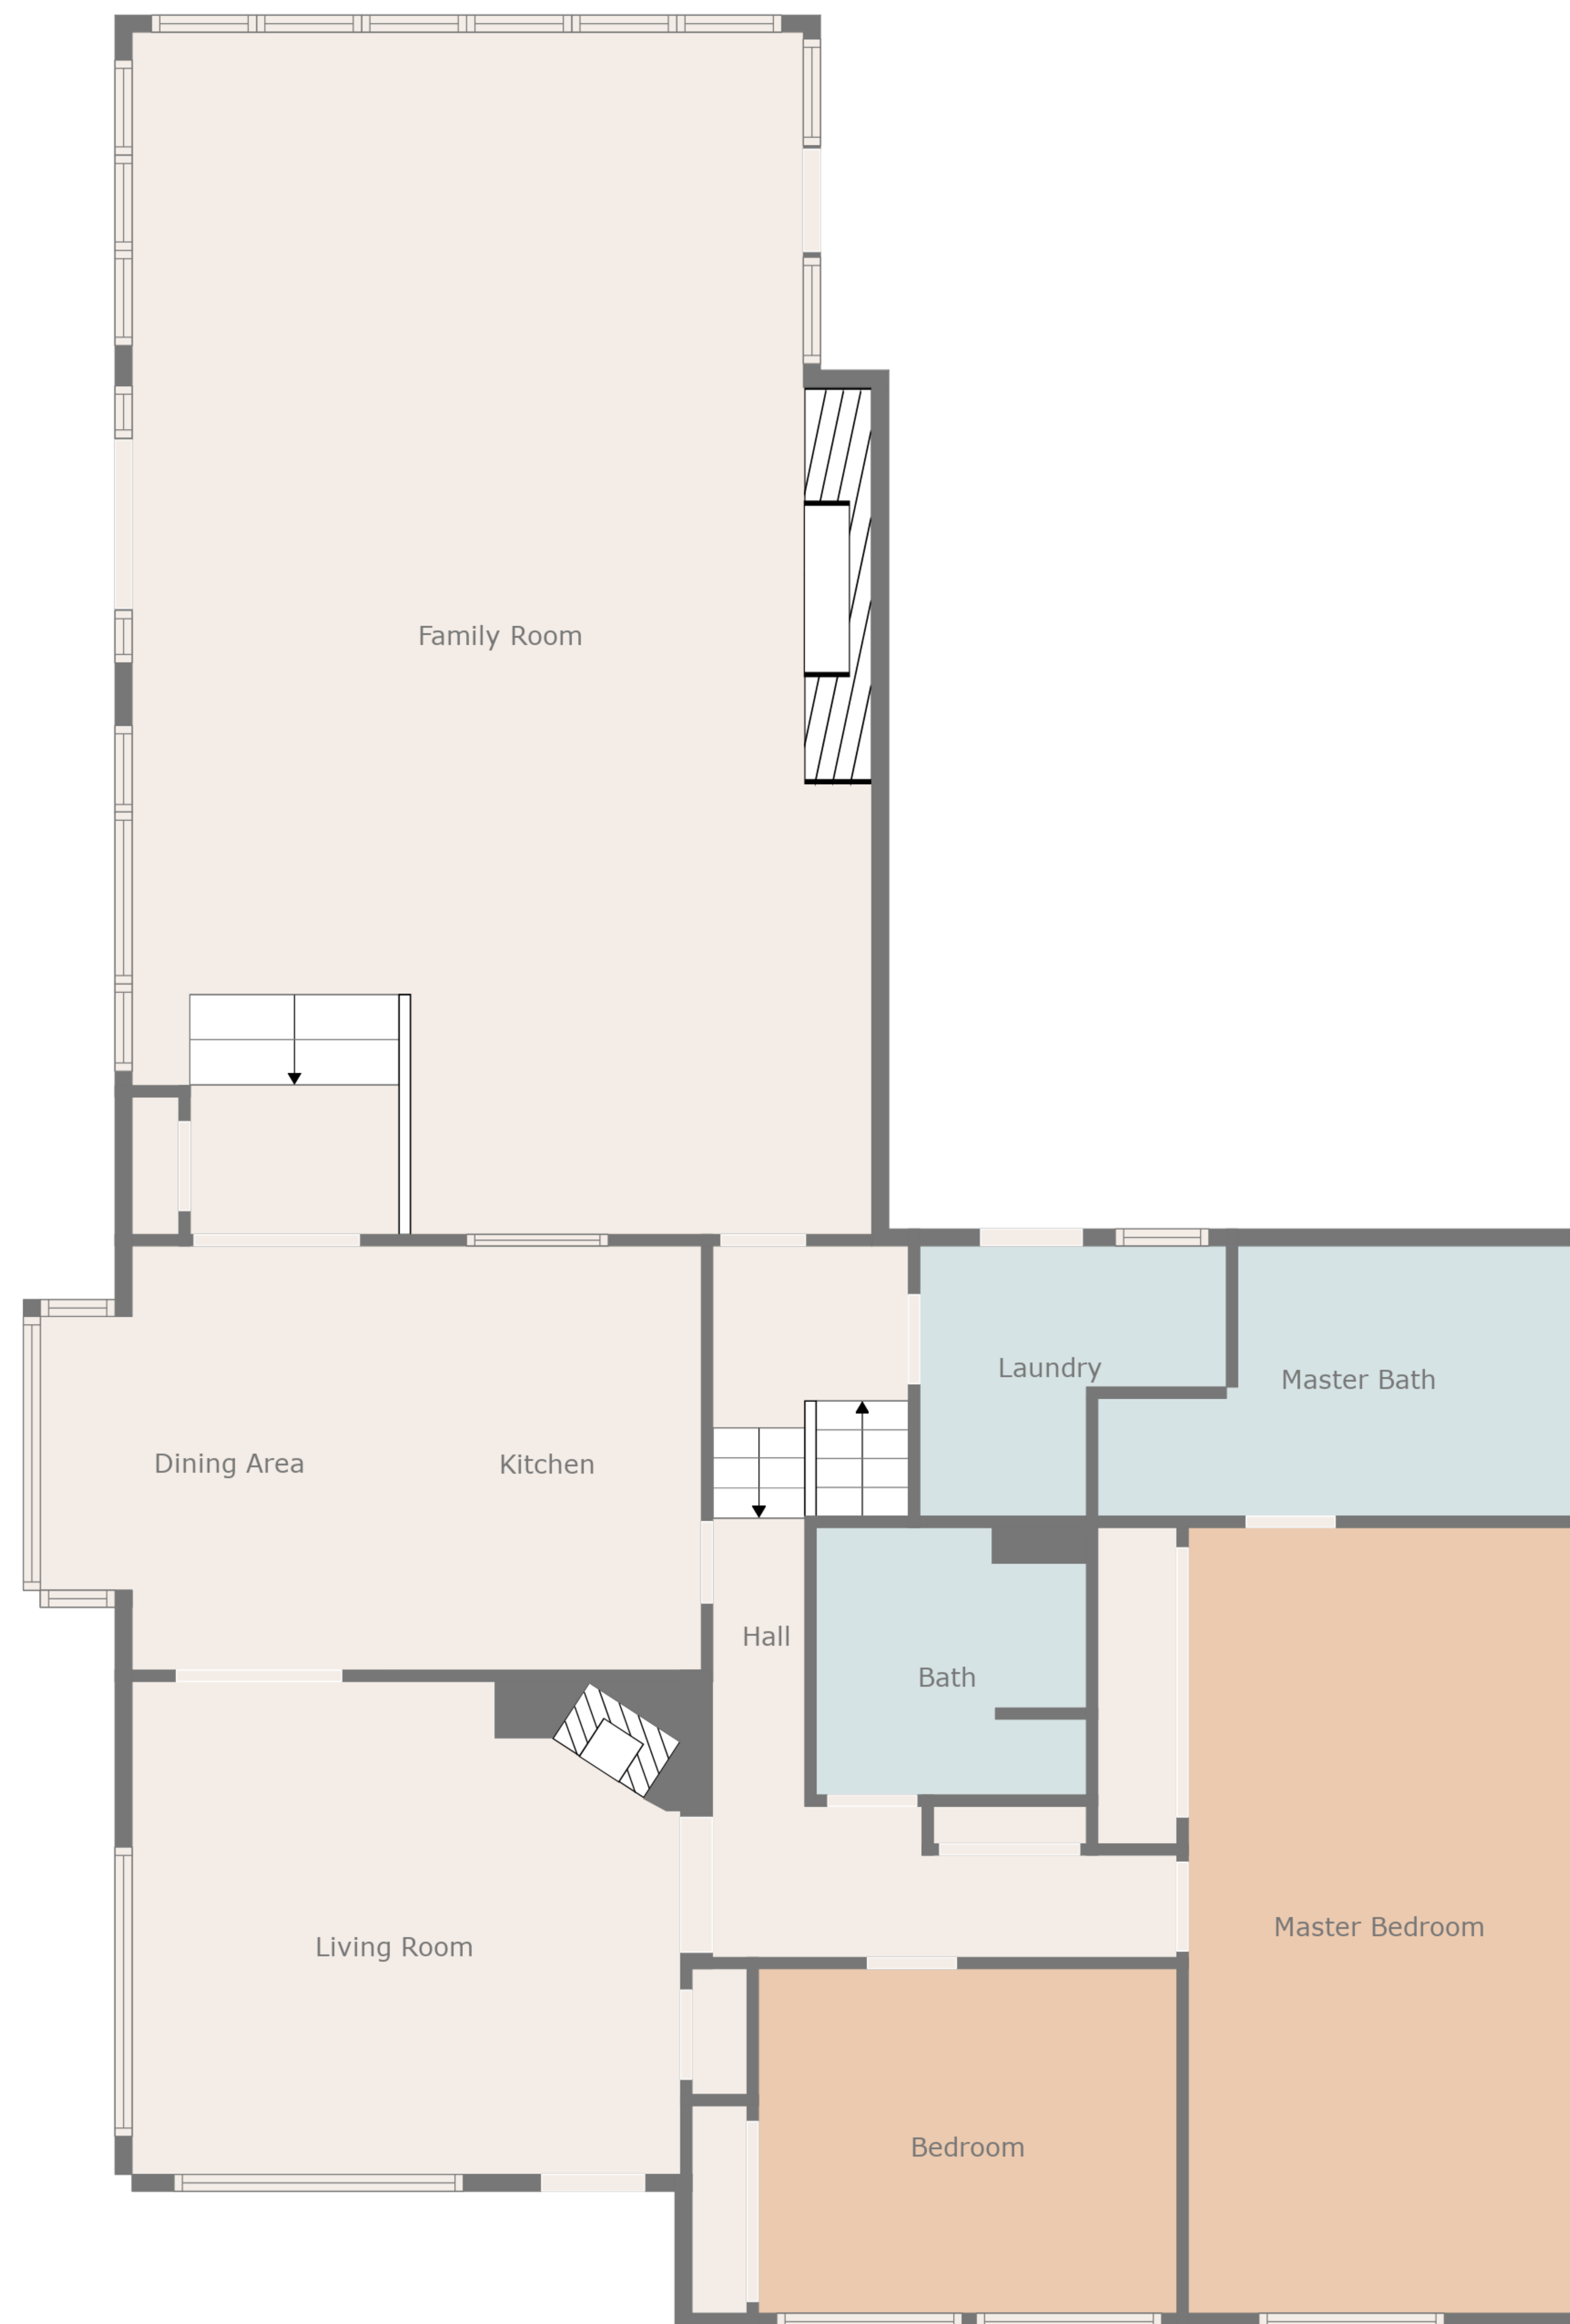 Family Room
Laundry
Master Bath
Dining Area
Kitchen
Hall
Bath
Master Bedroom
Living Room
Bedroom